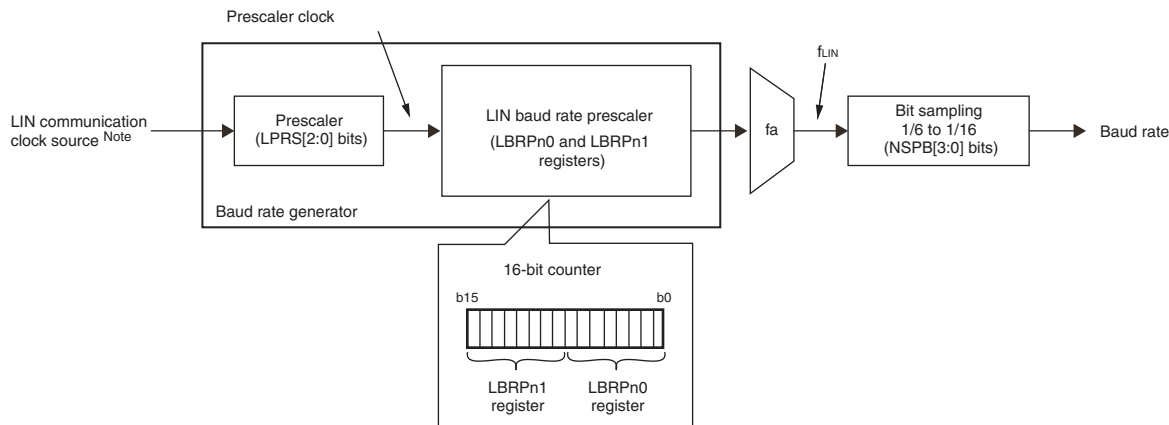 Prescaler clock
fLIN
LIN communication
clock source Note
Prescaler
(LPRS[2:0] bits)
LIN baud rate prescaler
(LBRPn0 and LBRPn1
registers)
fa
Bit sampling
1/6 to 1/16
(NSPB[3:0] bits)
Baud rate
Baud rate generator
16-bit counter
b15
b0
LBRPn1
register
LBRPn0
register